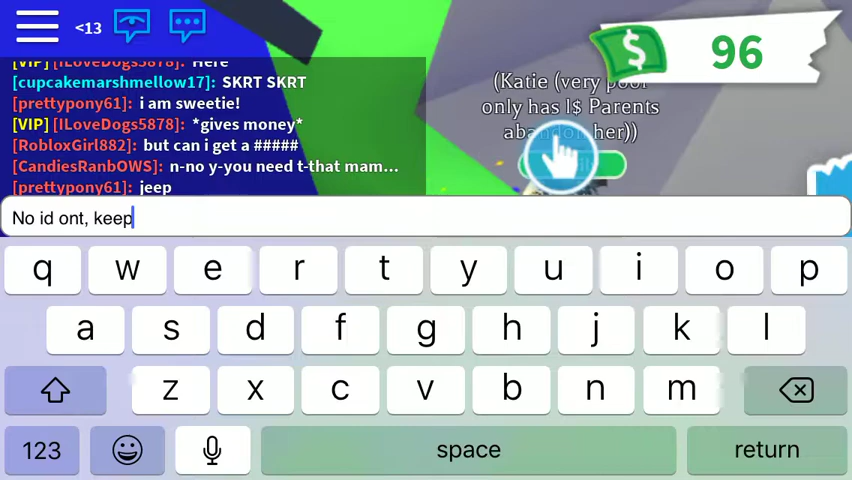 <13
96
[VIP] [ILoveDogs5878]: Here
[cupcakemarshmellow17]: SKRT SKRT
[prettypony61]: i am sweetie!
[VIP] [ILoveDogs5878]: *gives money*
[RobloxGirl882]: but can i get a #####
[CandiesRanbOWS]: n-no y-you need t-that mam...
[prettypony61]: jeep
(Katie (very poor
only has 1$ Parents
abandon her))
No id ont, keep
q w e r t y u i o p
a s d f g h j k l
z x c v b n m
123 space return